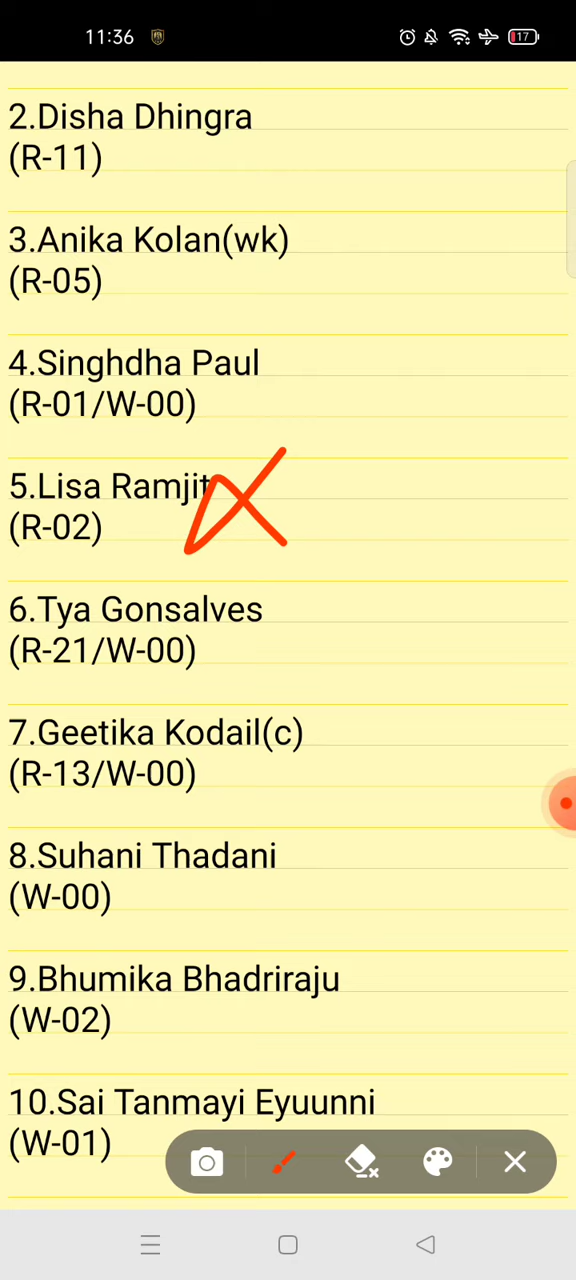 11:36
17
2.Disha Dhingra
(R-11)
3.Anika Kolan(wk)
(R-05)
4.Singhdha Paul
(R-01/W-00)
5.Lisa Ramjit
(R-02)
6.Tya Gonsalves
(R-21/W-00)
7.Geetika Kodail(c)
(R-13/W-00)
8.Suhani Thadani
(W-00)
9.Bhumika Bhadriraju
(W-02)
10.Sai Tanmayi Eyuunni
(W-01)